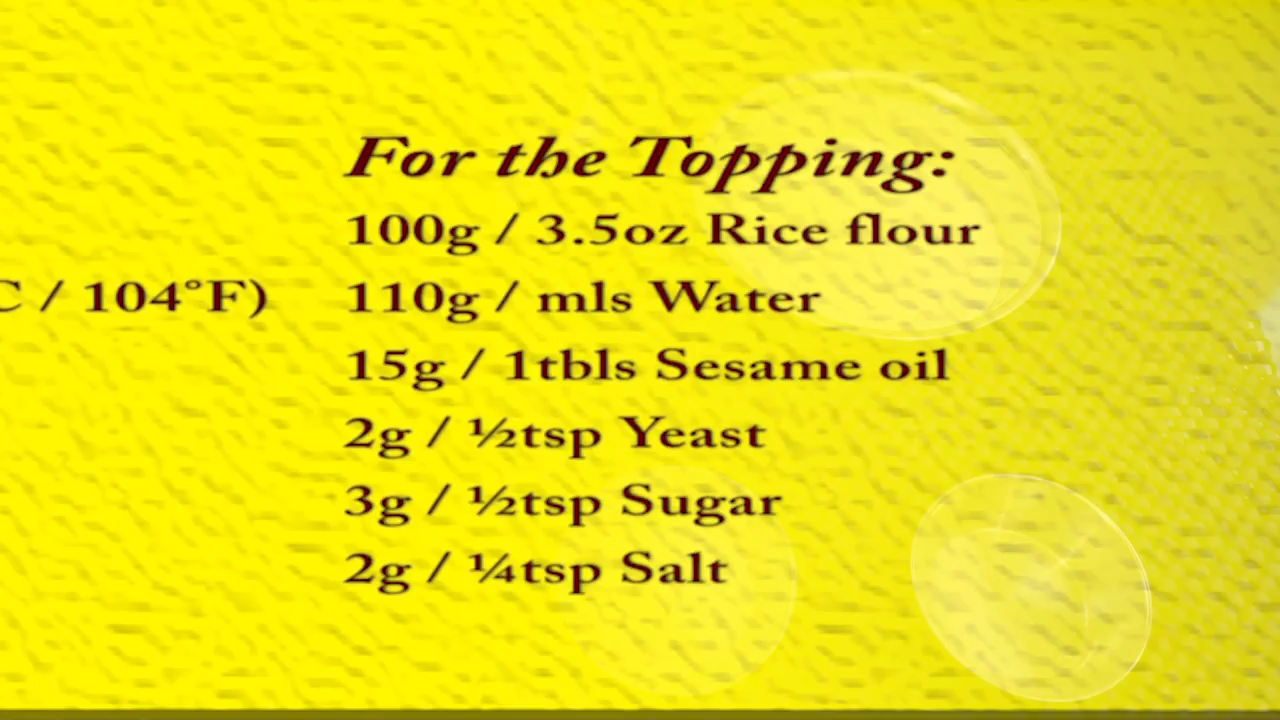 For the Topping:
100g / 3.5oz Rice flour
C / 104°F)
110g / mls Water
15g / 1tbls Sesame oil
2g / ½tsp Yeast
3g / ½tsp Sugar
2g / ¼tsp Salt